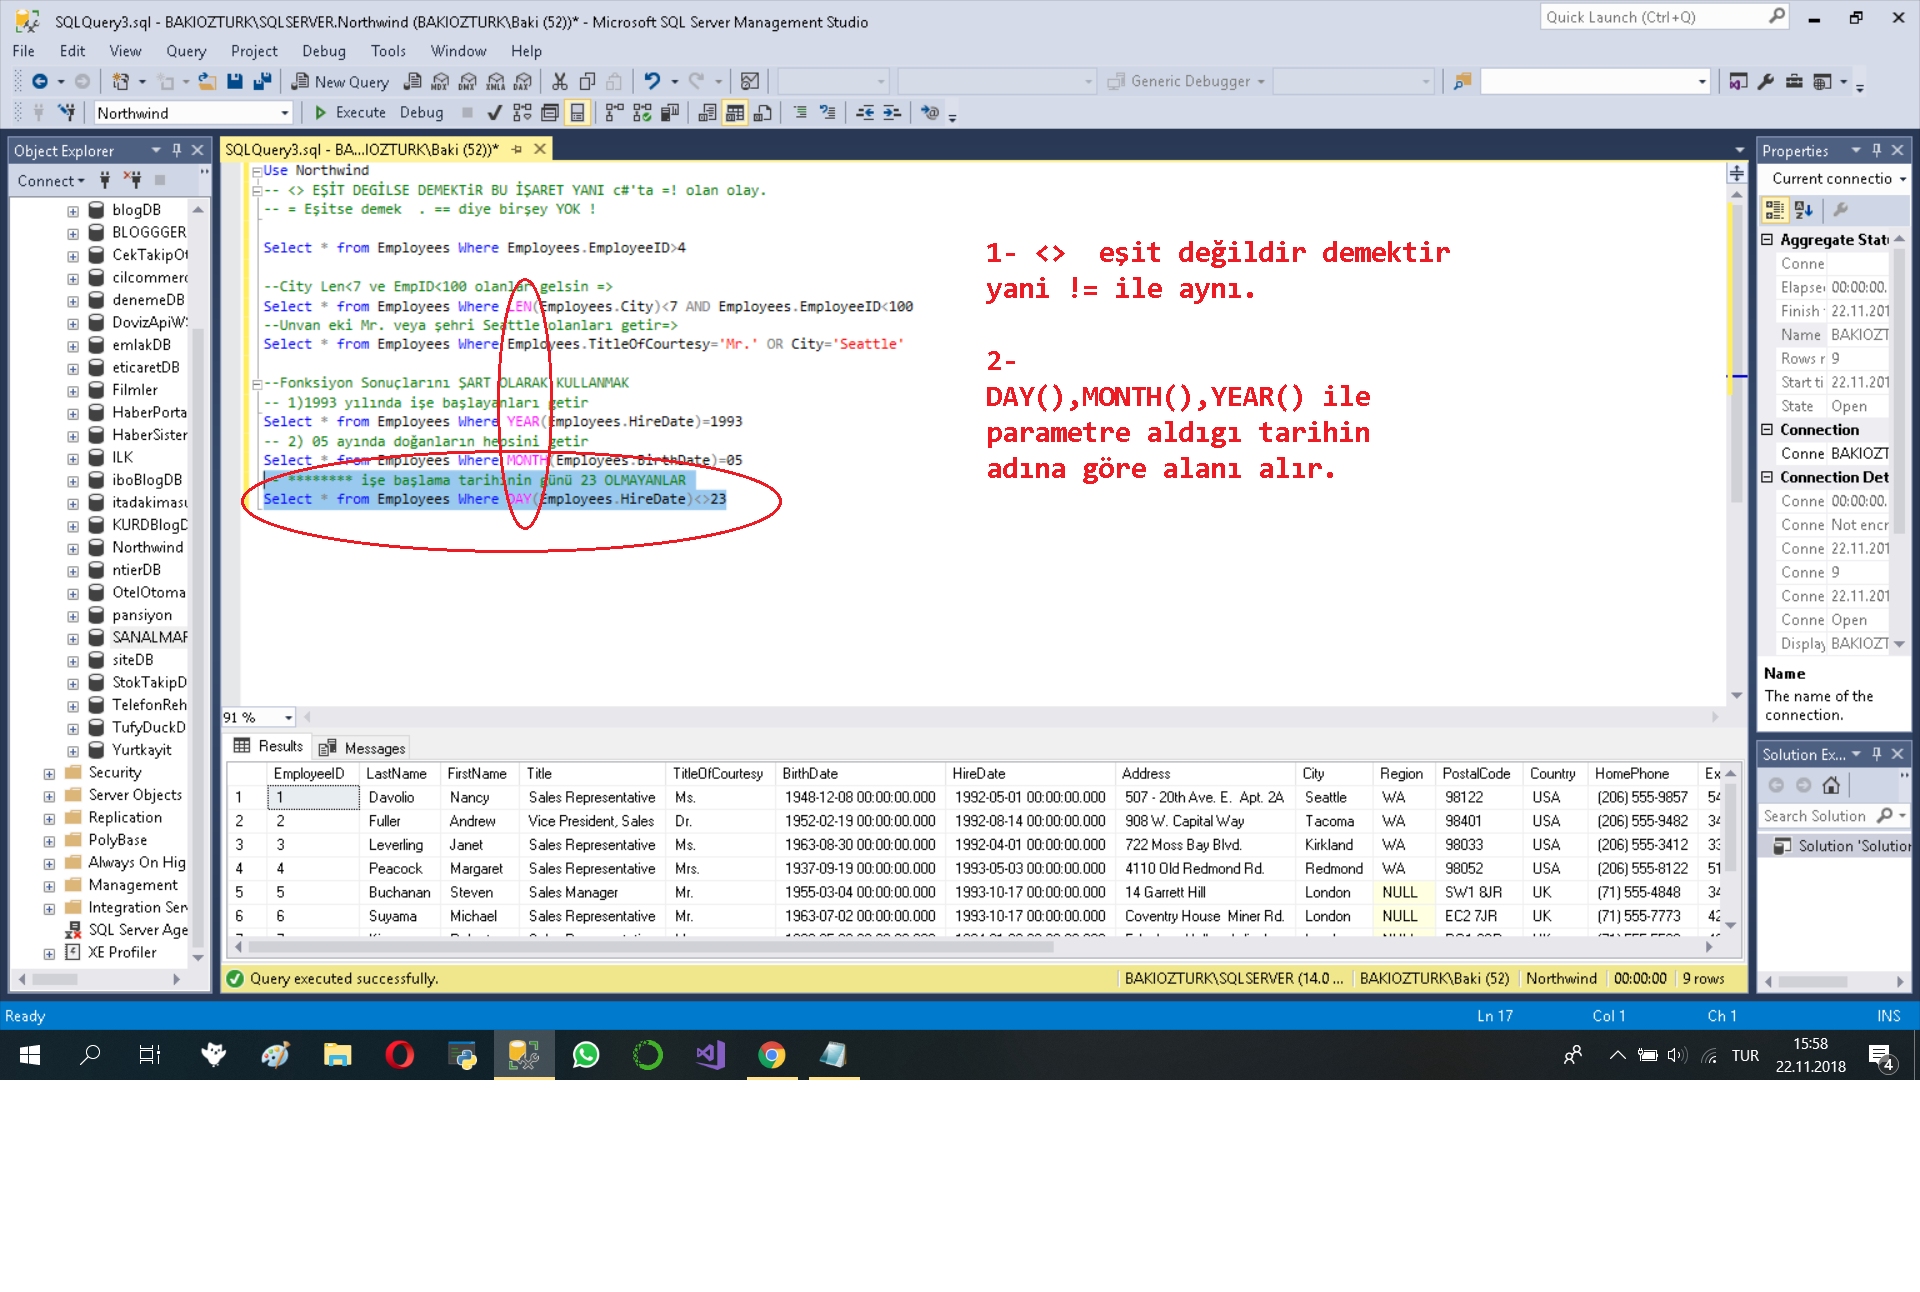 SQLQuery3.sql - BAKIOZTURK\SQLSERVER.Northwind (BAKIOZTURK\Baki (52))* - Microsoft SQL Server Management Studio
Quick Launch (Ctrl+Q)
File Edit View Query Project Debug Tools Window Help
New Query MDX DMX XMLA DAX Generic Debugger
Northwind Execute Debug
Object Explorer
Connect
blogDB
BLOGGGER
CekTakipOt
cilcommerc
denemeDB
DovizApiWS
emlakDB
eticaretDB
Filmler
HaberPorta
HaberSister
ILK
iboBlogDB
itadakimasu
KURDBlogD
Northwind
ntierDB
OtelOtoma
pansiyon
SANALMAR
siteDB
StokTakipD
TelefonReh
TufyDuckD
Yurtkayit
Security
Server Objects
Replication
PolyBase
Always On Hig
Management
Integration Ser
SQL Server Age
XE Profiler
SQLQuery3.sql - BA...IOZTURK\Baki (52))*
Use Northwind
-- <> EŞİT DEGİLSE DEMEKTiR BU İŞARET YANI c#'ta =! olan olay.
-- = Eşitse demek . == diye birşey YOK !
Select * from Employees Where Employees.EmployeeID>4
--City Len<7 ve EmpID<100 olanlar gelsin =>
Select * from Employees Where LEN(Employees.City)<7 AND Employees.EmployeeID<100
--Unvan eki Mr. veya şehri Seattle olanları getir=>
Select * from Employees Where Employees.TitleOfCourtesy='Mr.' OR City='Seattle'
--Fonksiyon Sonuçlarını ŞART OLARAK KULLANMAK
-- 1)1993 yılında işe başlayanları getir
Select * from Employees Where YEAR(Employees.HireDate)=1993
-- 2) 05 ayında doğanların hepsini getir
Select * from Employees Where MONTH(Employees.BirthDate)=05
-- ******** işe başlama tarihinin günü 23 OLMAYANLAR
Select * from Employees Where DAY(Employees.HireDate)<>23
1- <> eşit değildir demektir
yani != ile aynı.
2-
DAY(),MONTH(),YEAR() ile
parametre aldıgı tarihin
adına göre alanı alır.
91 %
Results Messages
EmployeeID LastName FirstName Title TitleOfCourtesy BirthDate HireDate Address City Region PostalCode Country HomePhone Ex
1 1 Davolio Nancy Sales Representative Ms. 1948-12-08 00:00:00.000 1992-05-01 00:00:00.000 507 - 20th Ave. E. Apt. 2A Seattle WA 98122 USA (206) 555-9857 54
2 2 Fuller Andrew Vice President, Sales Dr. 1952-02-19 00:00:00.000 1992-08-14 00:00:00.000 908 W. Capital Way Tacoma WA 98401 USA (206) 555-9482 34
3 3 Leverling Janet Sales Representative Ms. 1963-08-30 00:00:00.000 1992-04-01 00:00:00.000 722 Moss Bay Blvd. Kirkland WA 98033 USA (206) 555-3412 33
4 4 Peacock Margaret Sales Representative Mrs. 1937-09-19 00:00:00.000 1993-05-03 00:00:00.000 4110 Old Redmond Rd. Redmond WA 98052 USA (206) 555-8122 51
5 5 Buchanan Steven Sales Manager Mr. 1955-03-04 00:00:00.000 1993-10-17 00:00:00.000 14 Garrett Hill London NULL SW1 8JR UK (71) 555-4848 34
6 6 Suyama Michael Sales Representative Mr. 1963-07-02 00:00:00.000 1993-10-17 00:00:00.000 Coventry House Miner Rd. London NULL EC2 7JR UK (71) 555-7773 42
Query executed successfully. BAKIOZTURK\SQLSERVER (14.0 ... BAKIOZTURK\Baki (52) Northwind 00:00:00 9 rows
Properties
Current connectio
Aggregate Stat
Conne
Elapse 00:00:00.
Finish 22.11.201
Name BAKIOZT
Rows r 9
Start ti 22.11.201
State Open
Connection
Conne BAKIOZT
Connection Det
Conne 00:00:00.
Conne Not encr
Conne 22.11.201
Conne 9
Conne 22.11.201
Conne Open
Display BAKIOZT
Name
The name of the
connection.
Solution Ex...
Search Solution
Solution 'Solution
Ready Ln 17 Col 1 Ch 1 INS
TUR
15:58
22.11.2018
4